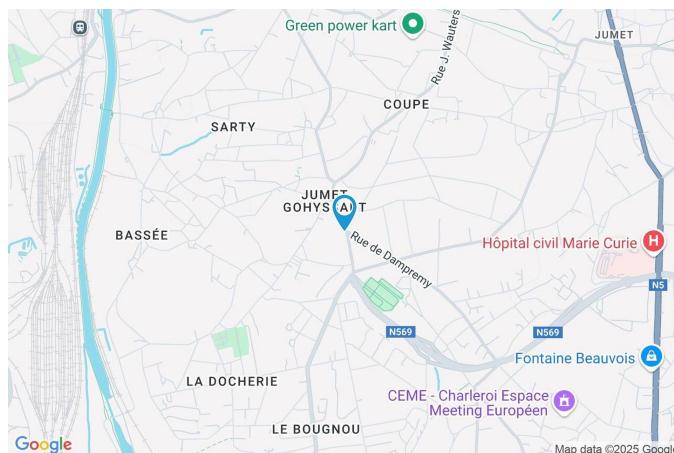 Green power kart
Rue J. Wauters
JUMET
COUPE
SARTY
JUMET
GOHYSSART
A
BASSÉE
Rue de Dampremy
Hôpital civil Marie Curie
H
N5
N569
N569
Fontaine Beauvois
LA DOCHERIE
CEME - Charleroi Espace
Meeting Européen
LE BOUGNOU
Google
Map data ©2025 Google